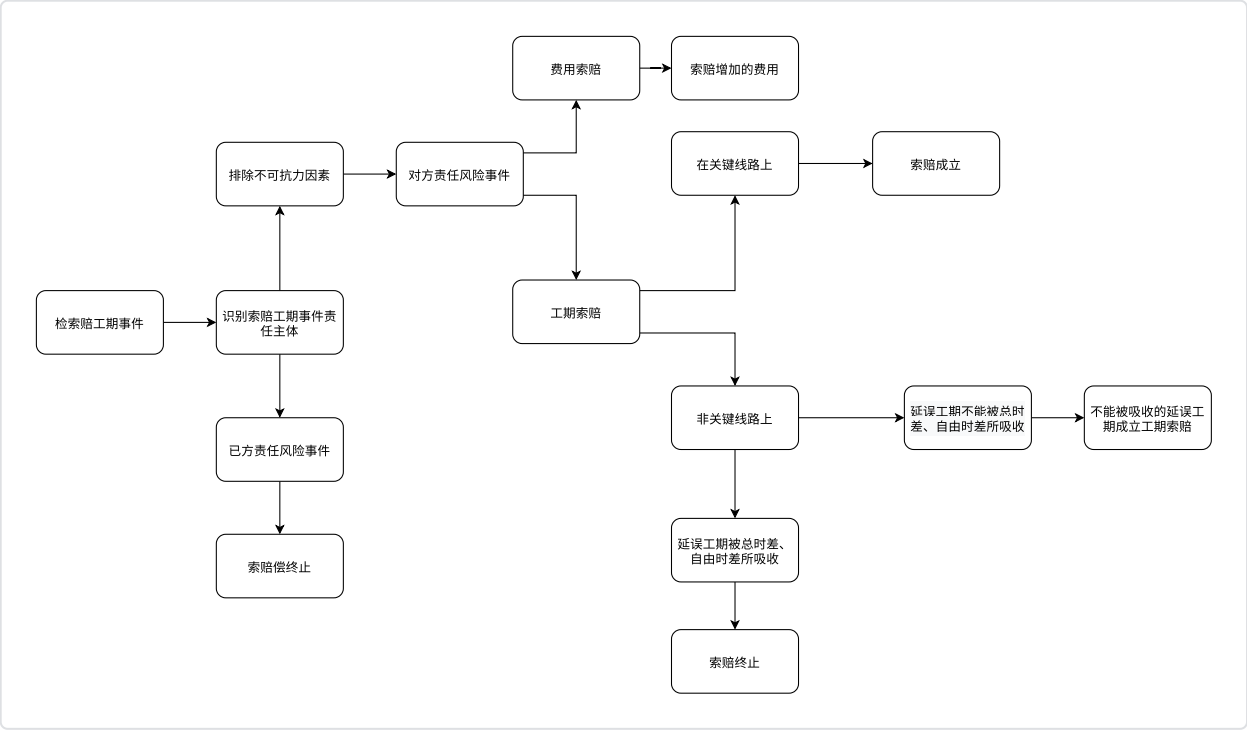 费用索赔
索赔增加的费用
在关键线路上
索赔成立
排除不可抗力因素
对方责任风险事件
检索赔工期事件
识别索赔工期事件责
任主体
工期索赔
非关键线路上
延误工期不能被总时
差、自由时差所吸收
不能被吸收的延误工
期成立工期索赔
已方责任风险事件
延误工期被总时差、
自由时差所吸收
索赔偿终止
索赔终止